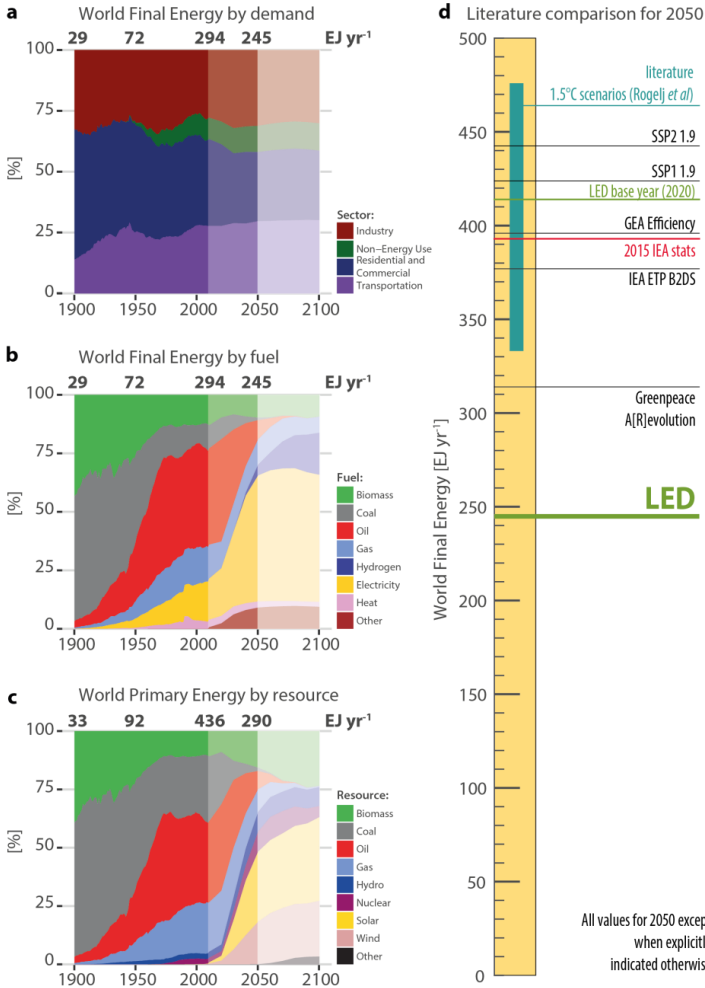 a
World Final Energy by demand
29 72 294 245 EJ yr⁻¹
100
75
50
25
0
[%]
1900 1950 2000 2050 2100
Sector:
Industry
Non−Energy Use
Residential and
Commercial
Transportation
b
World Final Energy by fuel
29 72 294 245 EJ yr⁻¹
100
75
50
25
0
[%]
1900 1950 2000 2050 2100
Fuel:
Biomass
Coal
Oil
Gas
Hydrogen
Electricity
Heat
Other
c
World Primary Energy by resource
33 92 436 290 EJ yr⁻¹
100
75
50
25
0
[%]
1900 1950 2000 2050 2100
Resource:
Biomass
Coal
Oil
Gas
Hydro
Nuclear
Solar
Wind
Other
d
Literature comparison for 2050
500
450
400
350
300
250
200
150
100
50
0
World Final Energy [EJ yr⁻¹]
literature
1.5°C scenarios (Rogelj et al)
SSP2 1.9
SSP1 1.9
LED base year (2020)
GEA Efficiency
2015 IEA stats
IEA ETP B2DS
Greenpeace
A[R]evolution
LED
All values for 2050 excep
when explicitl
indicated otherwis